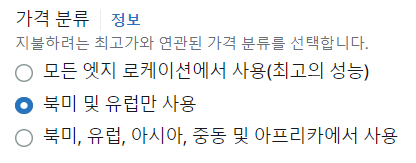 가격 분류 정보
지불하려는 최고가와 연관된 가격 분류를 선택합니다.
모든 엣지 로케이션에서 사용(최고의 성능)
북미 및 유럽만 사용
북미, 유럽, 아시아, 중동 및 아프리카에서 사용